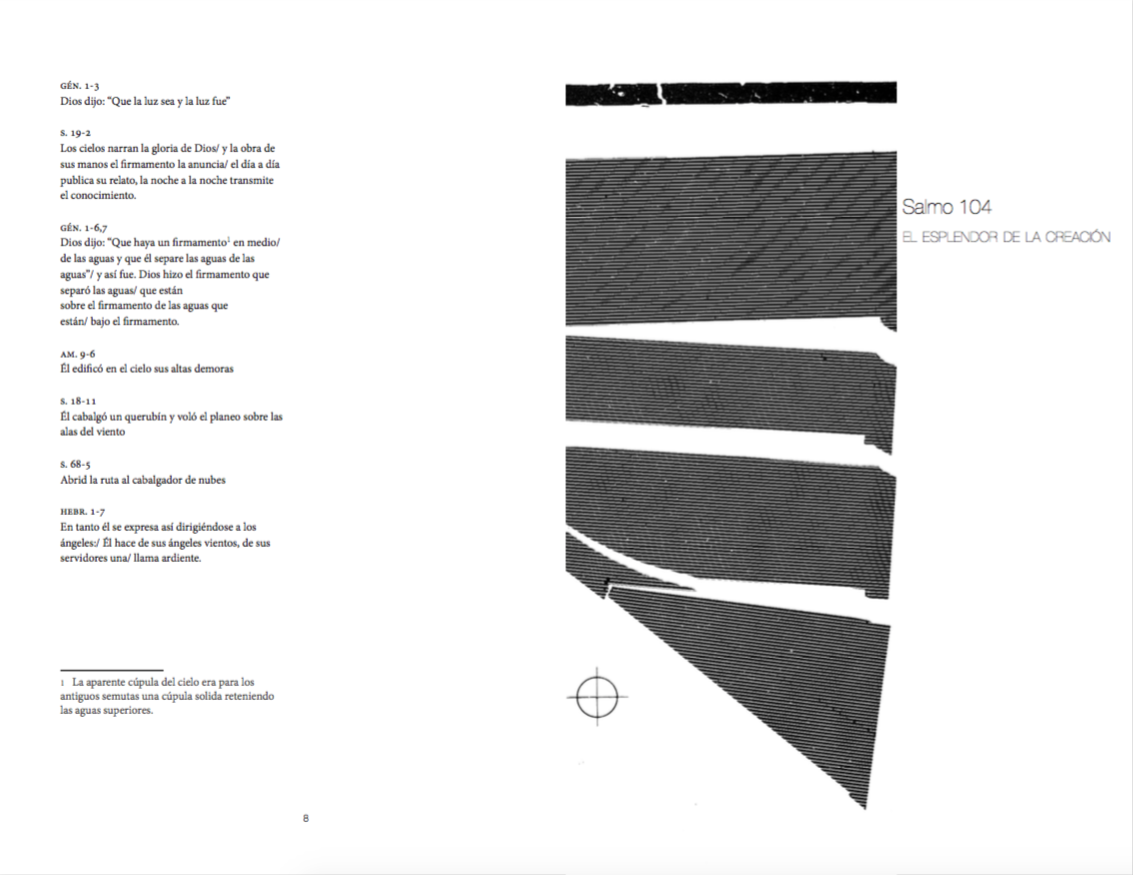 GÉN. 1-3
Dios dijo: “Que la luz sea y la luz fue”
S. 19-2
Los cielos narran la gloria de Dios/ y la obra de
sus manos el firmamento la anuncia/ el día a día
publica su relato, la noche a la noche transmite
el conocimiento.
GÉN. 1-6,7
Dios dijo: “Que haya un firmamento¹ en medio/
de las aguas y que él separe las aguas de las
aguas”/ y así fue. Dios hizo el firmamento que
separó las aguas/ que están
sobre el firmamento de las aguas que
están/ bajo el firmamento.
AM. 9-6
Él edificó en el cielo sus altas demoras
S. 18-11
Él cabalgó un querubín y voló el planeo sobre las
alas del viento
S. 68-5
Abrid la ruta al cabalgador de nubes
HEBR. 1-7
En tanto él se expresa así dirigiéndose a los
ángeles:/ Él hace de sus ángeles vientos, de sus
servidores una/ llama ardiente.
1 La aparente cúpula del cielo era para los
antiguos semutas una cúpula solida reteniendo
las aguas superiores.
8
Salmo 104
EL ESPLENDOR DE LA CREACIÓN